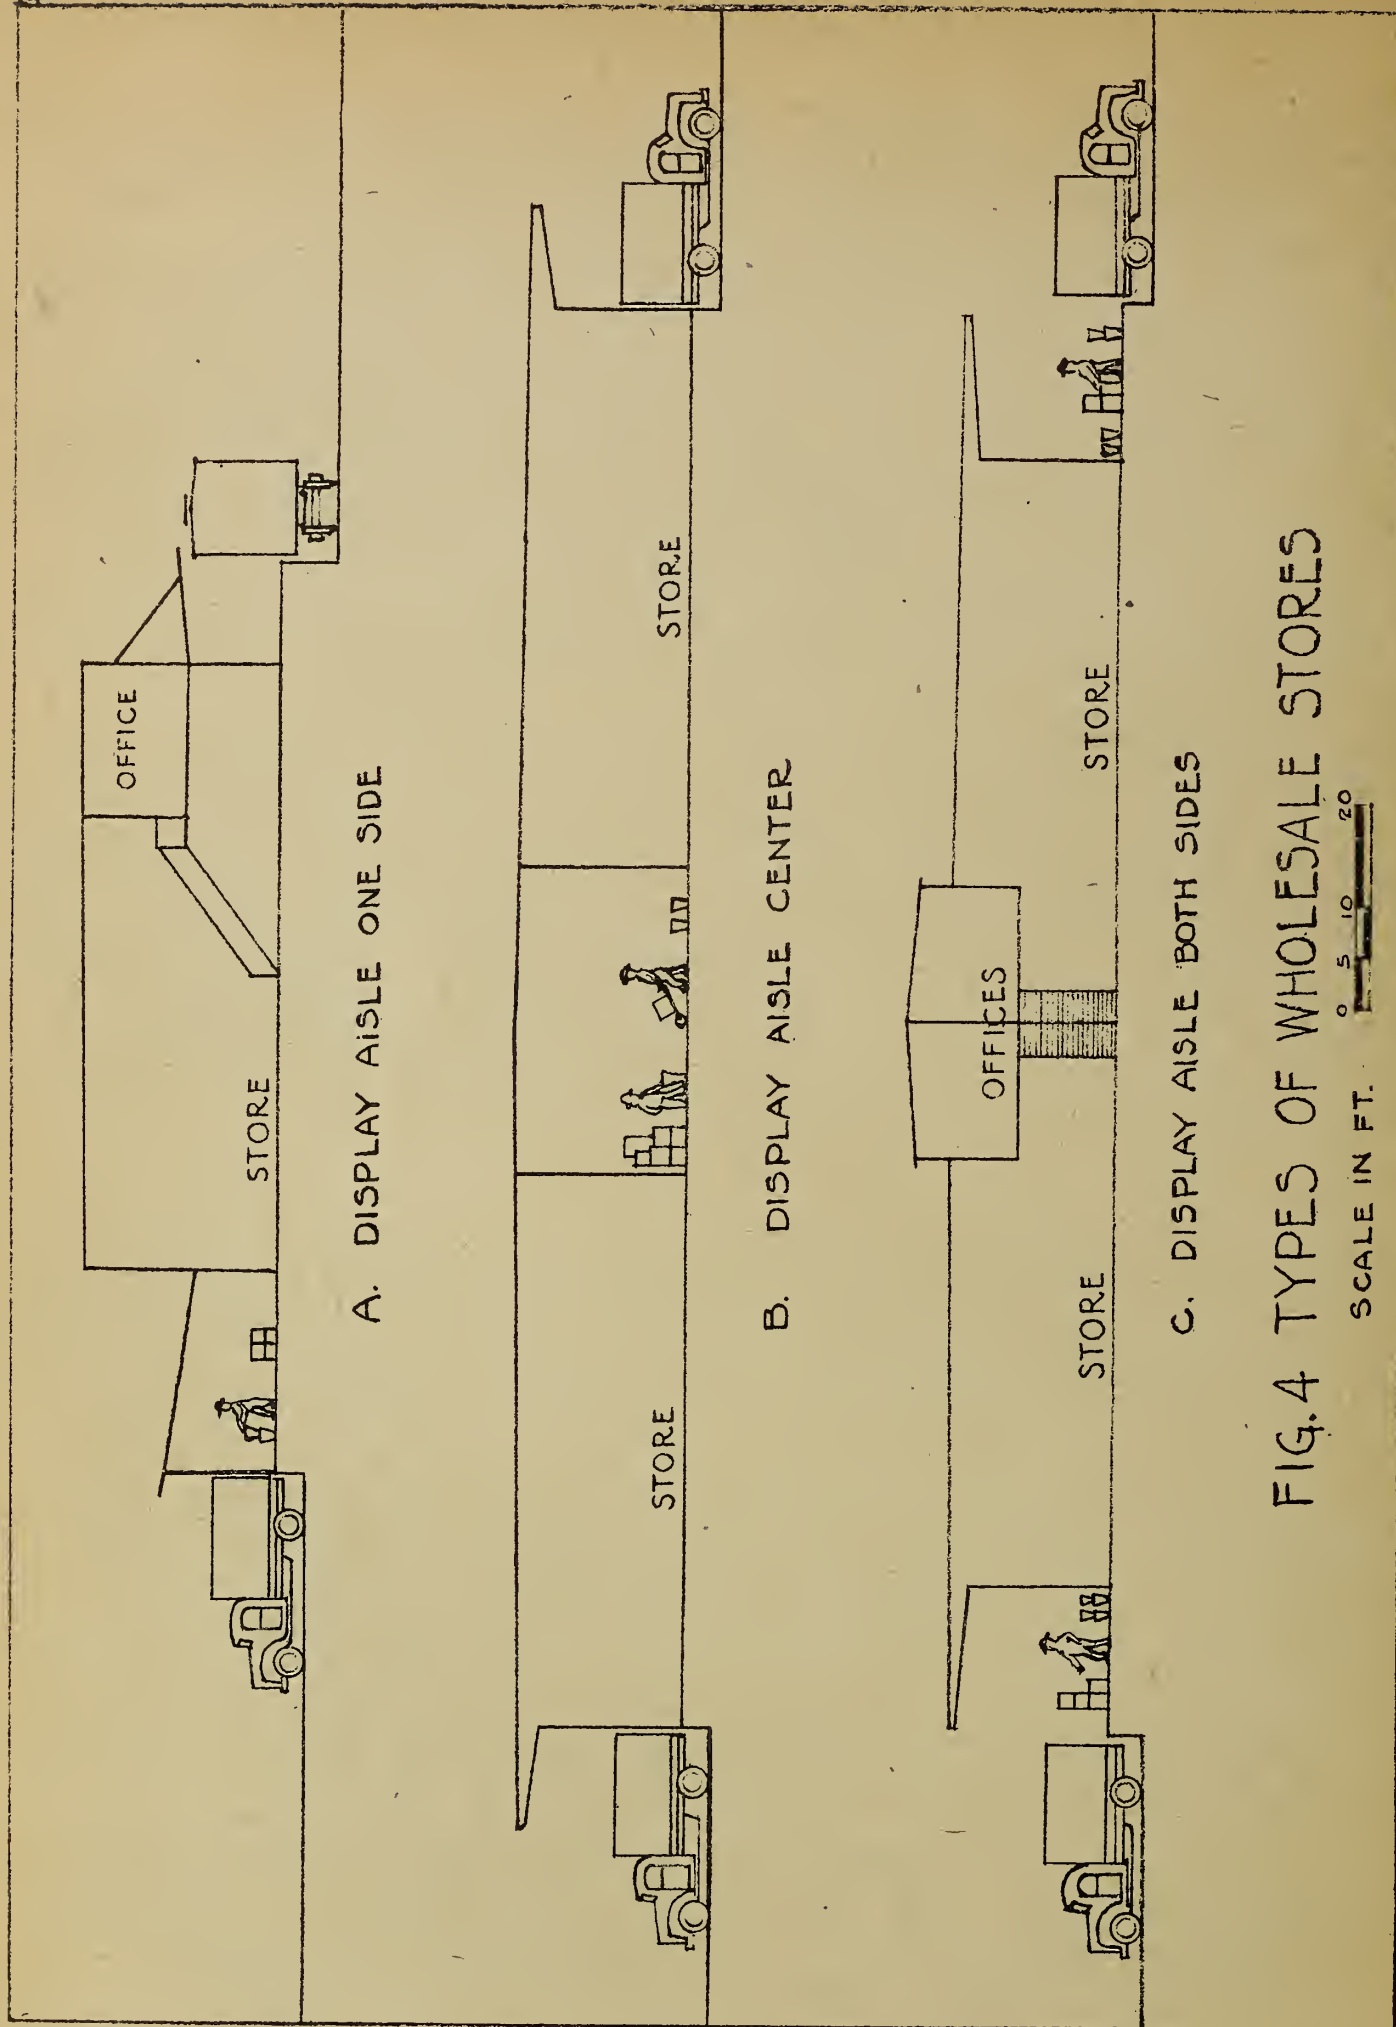 OFFICE
STORE
A. DISPLAY AISLE ONE SIDE
STORE
STORE
B. DISPLAY AISLE CENTER
OFFICES
STORE
STORE
C. DISPLAY AISLE BOTH SIDES
FIG.4 TYPES OF WHOLESALE STORES
0 5 10 20
SCALE IN FT.